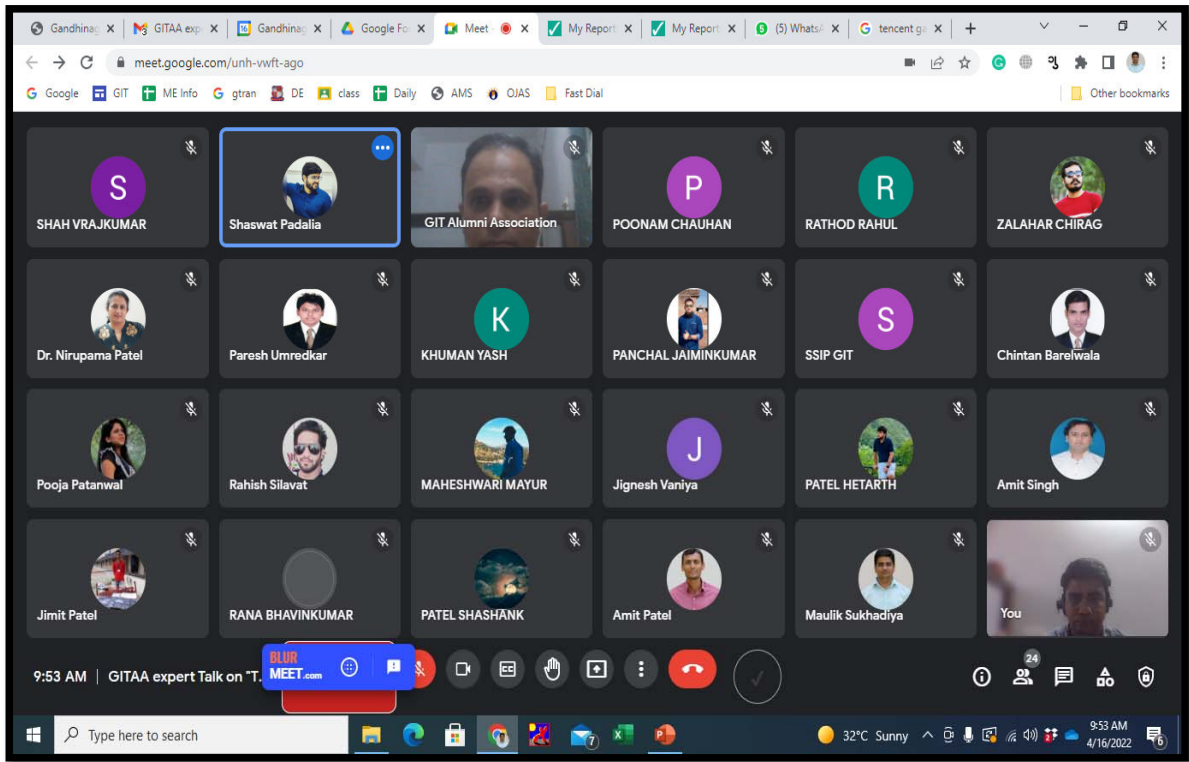 Gandhinag GITAA exp Gandhinag Google Fo Meet - My Report My Report (5) WhatsA tencent ga
meet.google.com/unh-vwft-ago
Google GIT ME Info gtran DE class Daily AMS OJAS Fast Dial Other bookmarks
S P R
SHAH VRAJKUMAR Shaswat Padalia GIT Alumni Association POONAM CHAUHAN RATHOD RAHUL ZALAHAR CHIRAG
K S
Dr. Nirupama Patel Paresh Umredkar KHUMAN YASH PANCHAL JAIMINKUMAR SSIP GIT Chintan Barelwala
J
Pooja Patanwal Rahish Silavat MAHESHWARI MAYUR Jignesh Vaniya PATEL HETARTH Amit Singh
Jimit Patel RANA BHAVINKUMAR PATEL SHASHANK Amit Patel Maulik Sukhadiya You
9:53 AM | GITAA expert Talk on "T... BLUR MEET.com CC 24
Type here to search 7 32°C Sunny 9:53 AM
4/16/2022 6